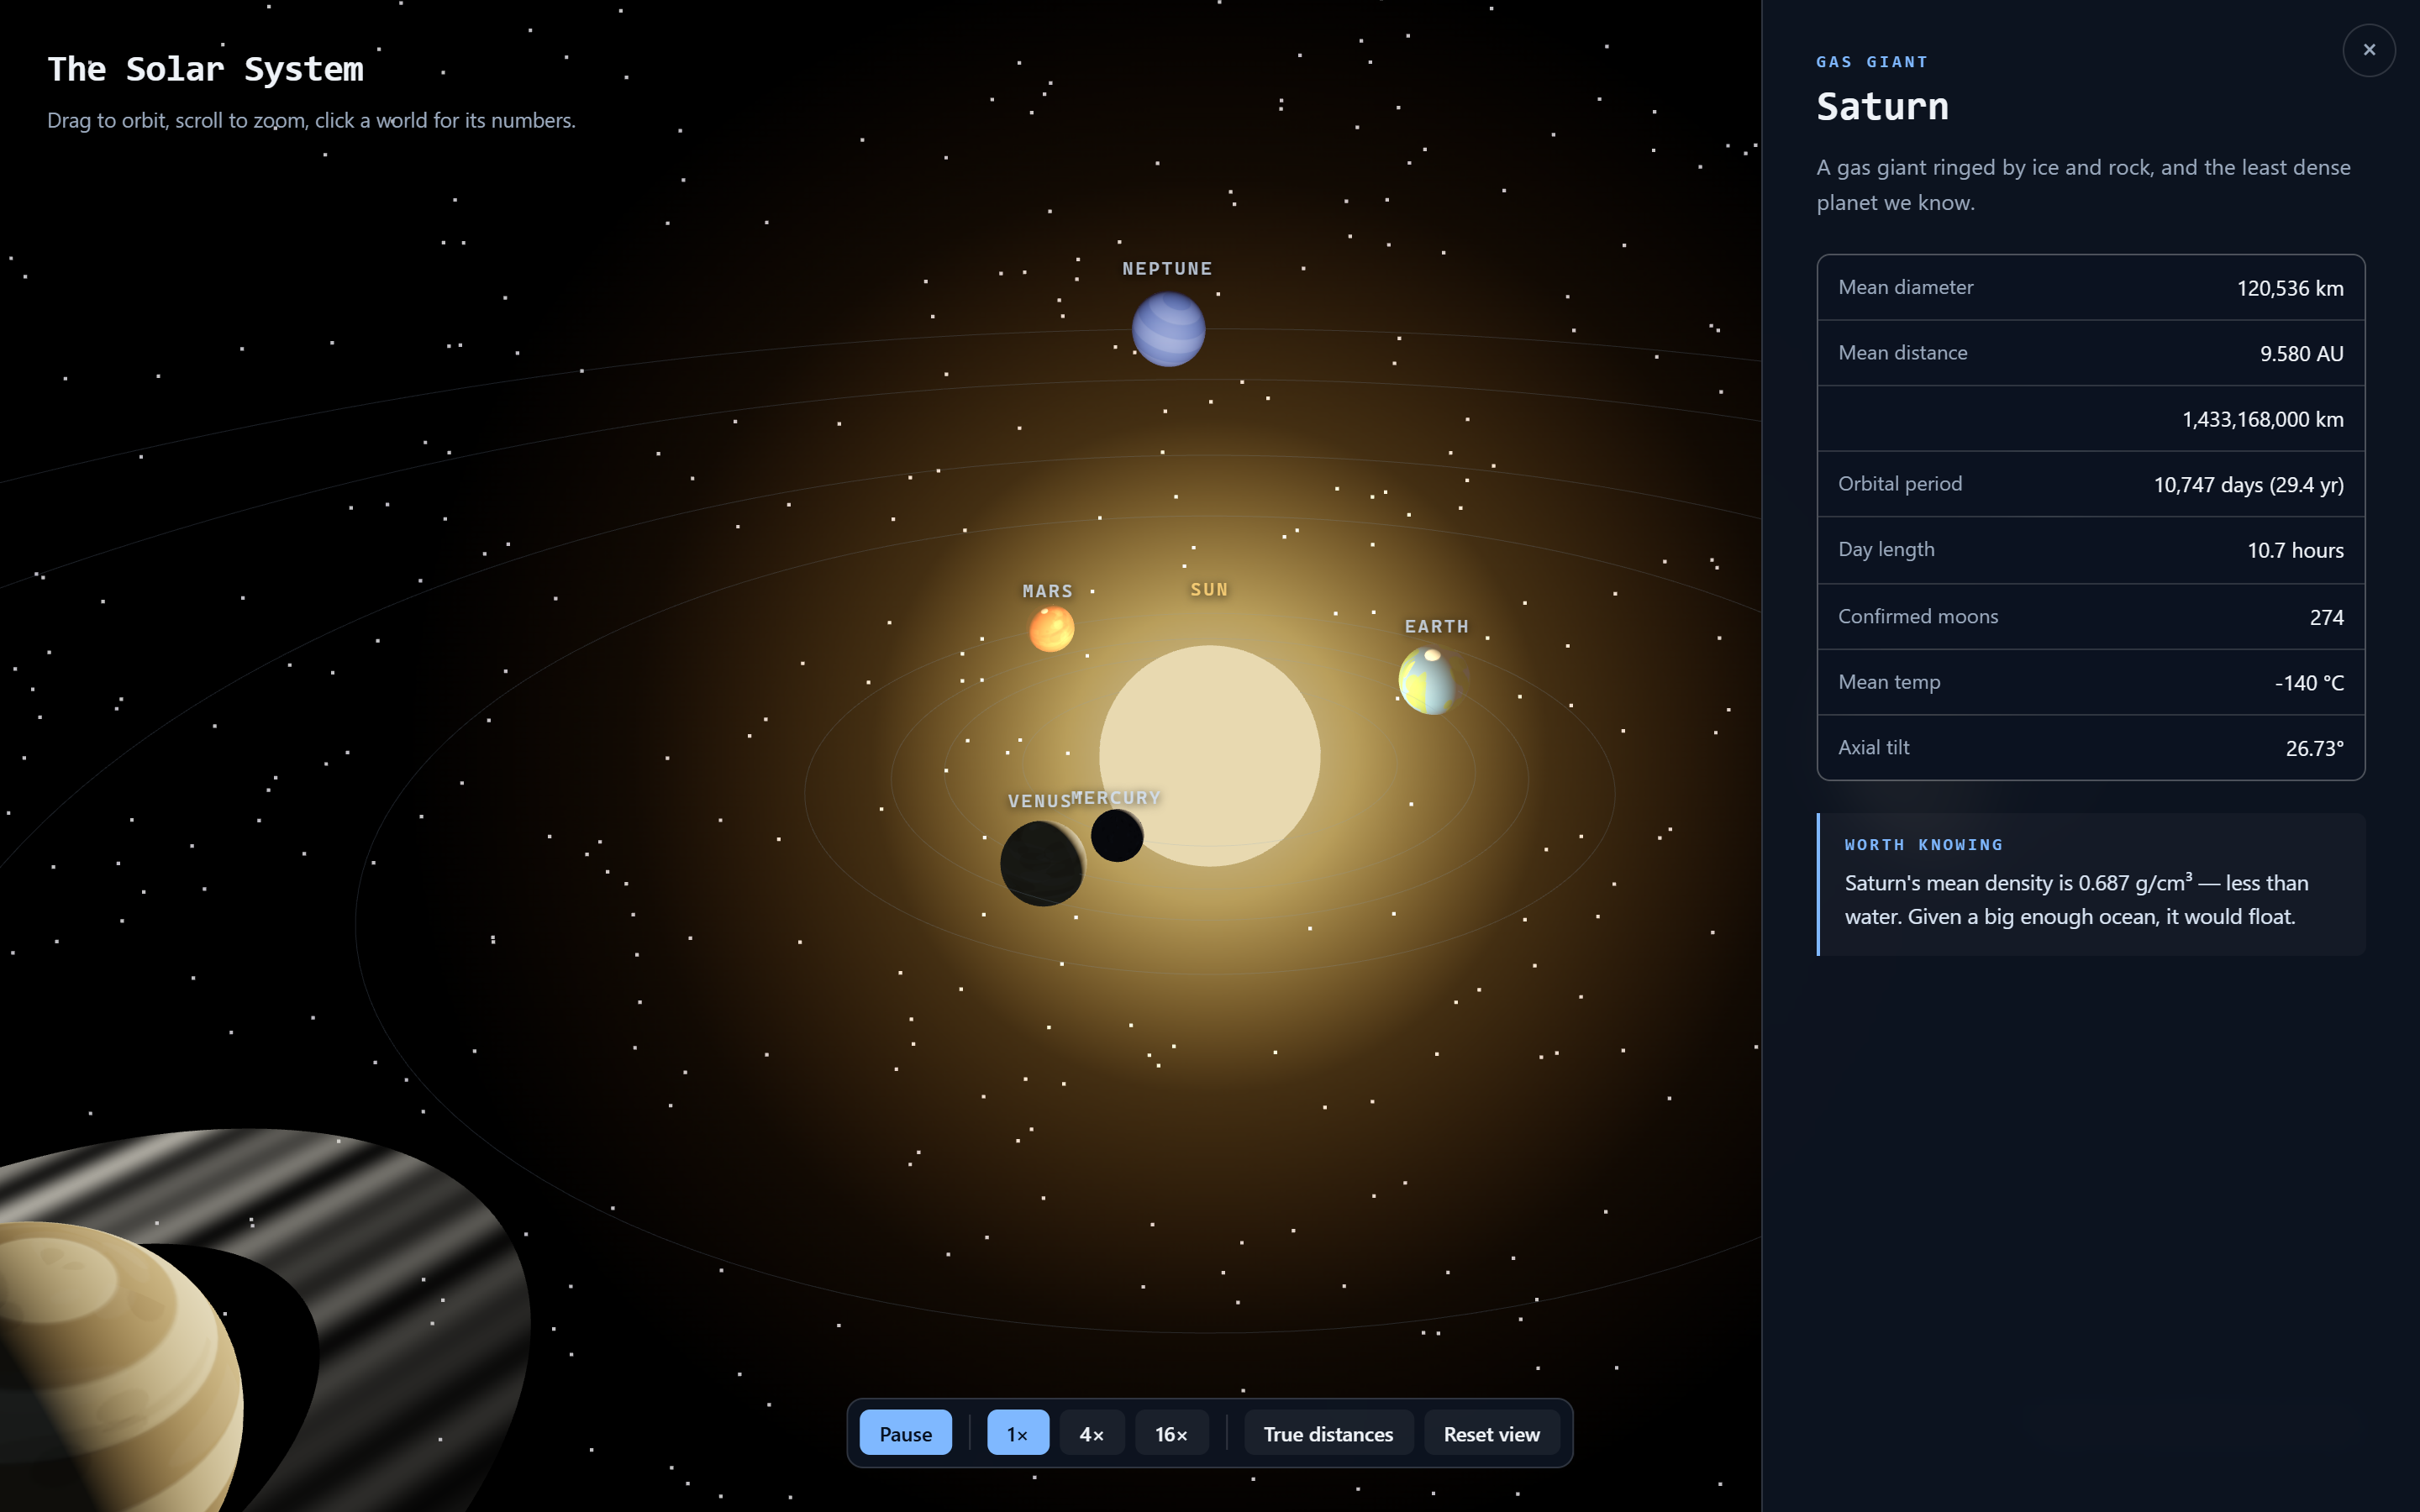 The Solar System
Drag to orbit, scroll to zoom, click a world for its numbers.
NEPTUNE
MARS
SUN
EARTH
VENUS
MERCURY
Pause
1×
4×
16×
True distances
Reset view
×
GAS GIANT
Saturn
A gas giant ringed by ice and rock, and the least dense
planet we know.
Mean diameter 120,536 km
Mean distance 9.580 AU
1,433,168,000 km
Orbital period 10,747 days (29.4 yr)
Day length 10.7 hours
Confirmed moons 274
Mean temp -140 °C
Axial tilt 26.73°
WORTH KNOWING
Saturn's mean density is 0.687 g/cm³ — less than
water. Given a big enough ocean, it would float.